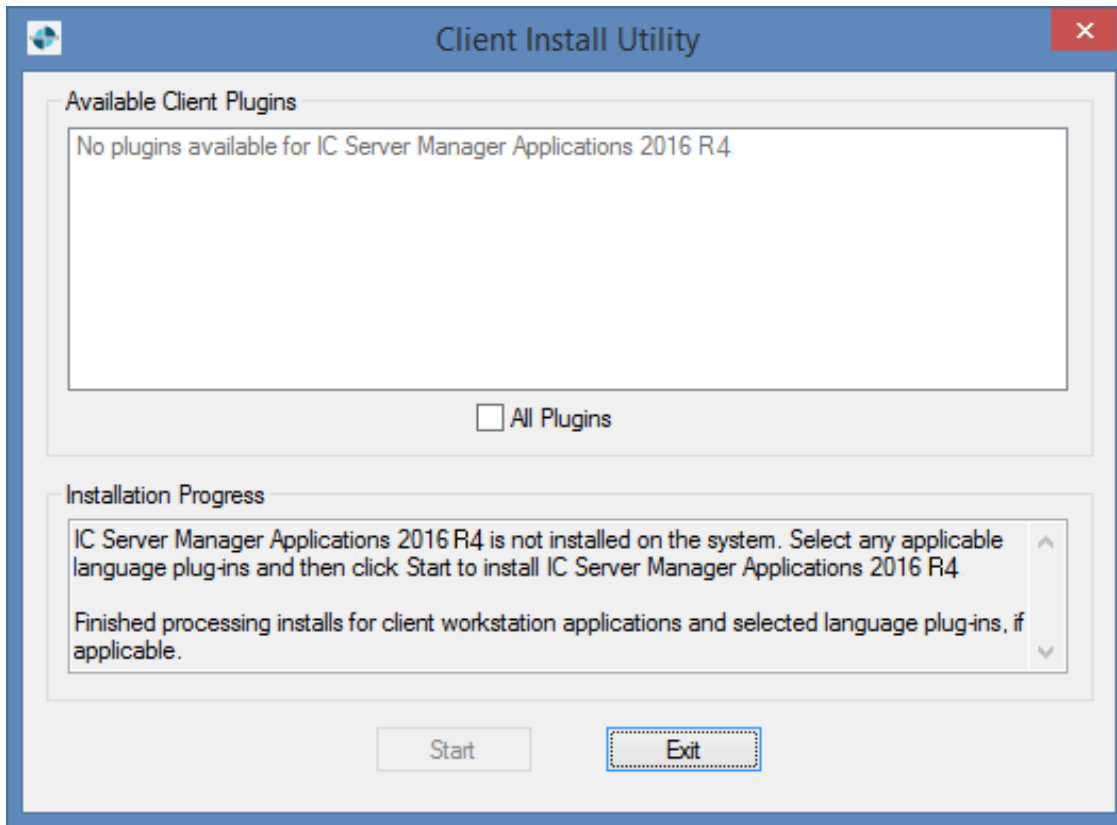 Client Install Utility
Available Client Plugins
No plugins available for IC Server Manager Applications 2016 R4
All Plugins
Installation Progress
IC Server Manager Applications 2016 R4 is not installed on the system. Select any applicable
language plug-ins and then click Start to install IC Server Manager Applications 2016 R4
Finished processing installs for client workstation applications and selected language plug-ins, if
applicable.
Start
Exit